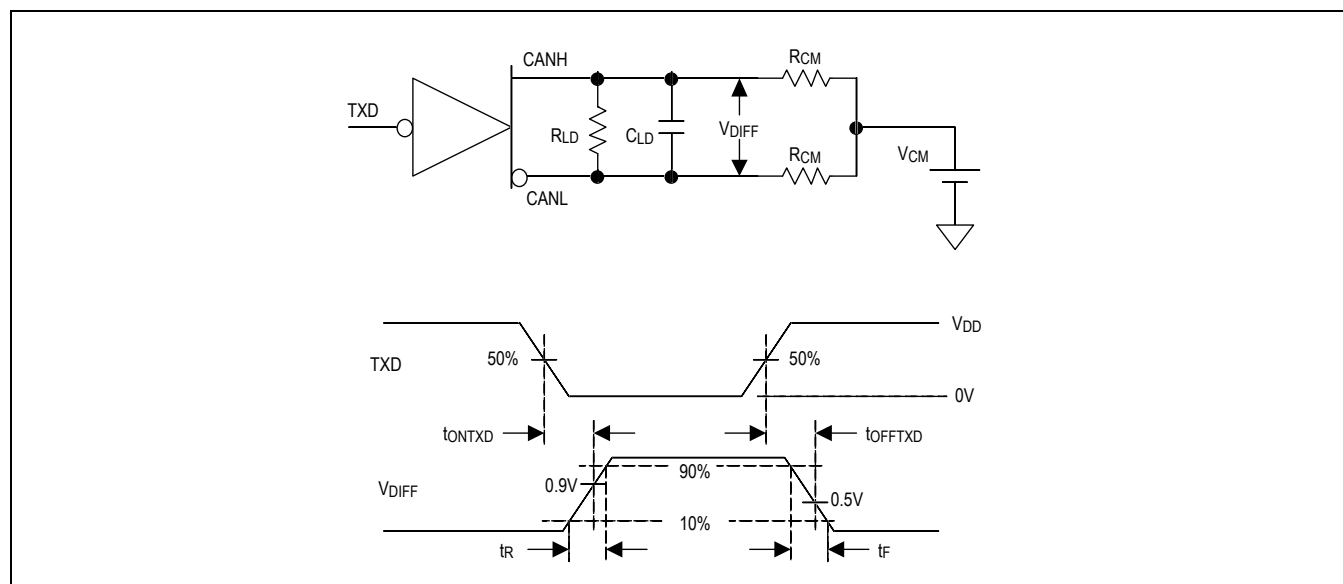 CANH
RCM
TXD
RLD
CLD
VDIFF
RCM
VCM
CANL
VDD
50%
50%
TXD
0V
tONTXD
tOFFTXD
90%
0.9V
VDIFF
0.5V
10%
tR
tF